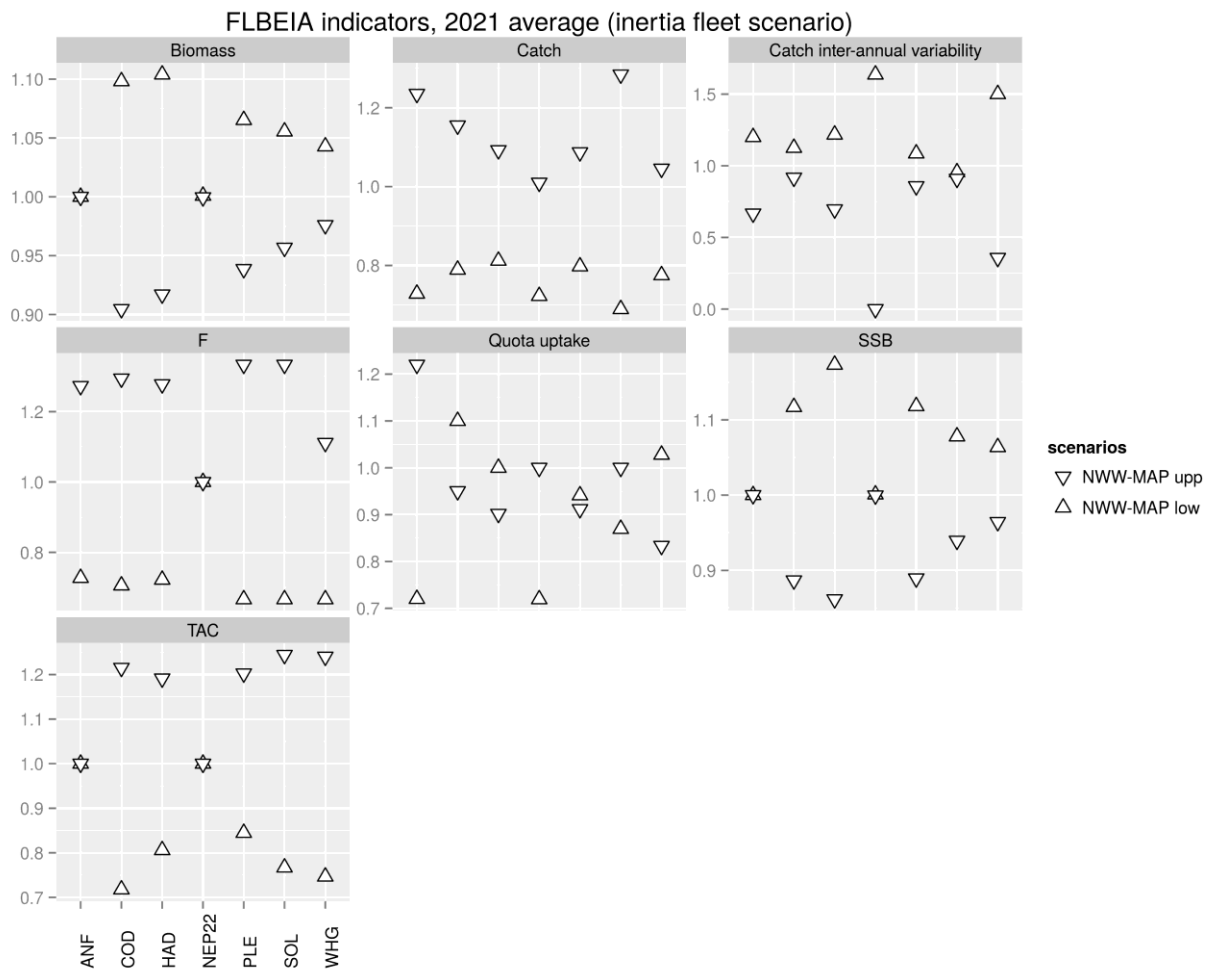 FLBEIA indicators, 2021 average (inertia fleet scenario)
Biomass
Catch
Catch inter-annual variability
1.10
1.05
1.00
0.95
0.90
1.2
1.0
0.8
1.5
1.0
0.5
0.0
F
Quota uptake
SSB
1.2
1.0
0.8
1.2
1.1
1.0
0.9
0.8
0.7
1.1
1.0
0.9
scenarios
NWW-MAP upp
NWW-MAP low
TAC
1.2
1.1
1.0
0.9
0.8
0.7
ANF
COD
HAD
NEP22
PLE
SOL
WHG